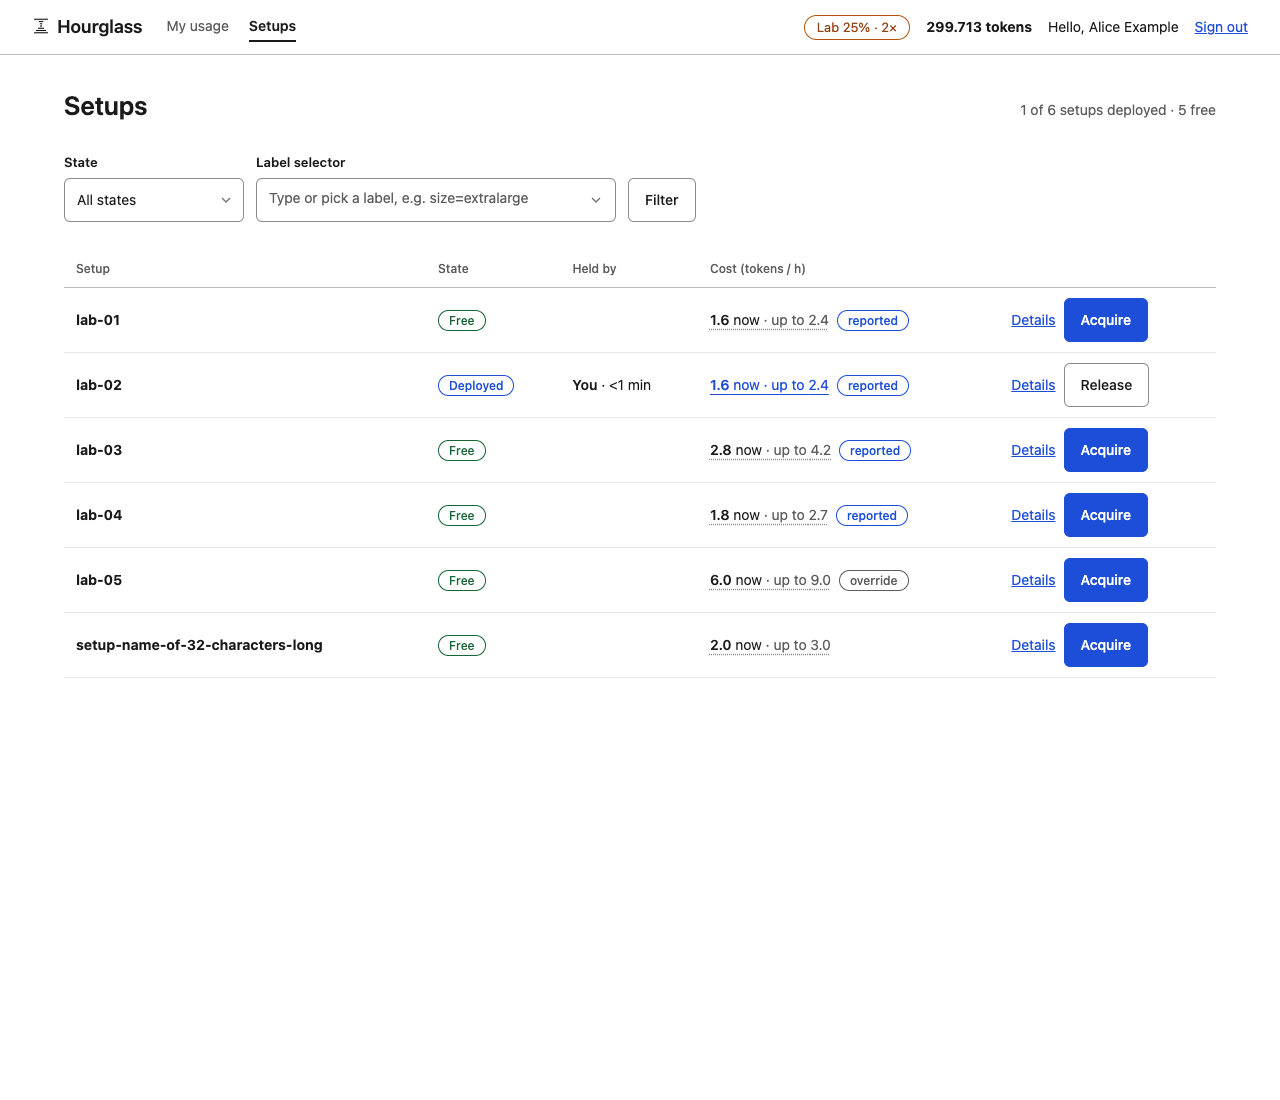 Hourglass My usage Setups Lab 25% · 2× 299.713 tokens Hello, Alice Example Sign out
Setups 1 of 6 setups deployed · 5 free
State Label selector
All states Type or pick a label, e.g. size=extralarge Filter
Setup State Held by Cost (tokens / h)
lab-01 Free 1.6 now · up to 2.4 reported Details Acquire
lab-02 Deployed You · <1 min 1.6 now · up to 2.4 reported Details Release
lab-03 Free 2.8 now · up to 4.2 reported Details Acquire
lab-04 Free 1.8 now · up to 2.7 reported Details Acquire
lab-05 Free 6.0 now · up to 9.0 override Details Acquire
setup-name-of-32-characters-long Free 2.0 now · up to 3.0 Details Acquire